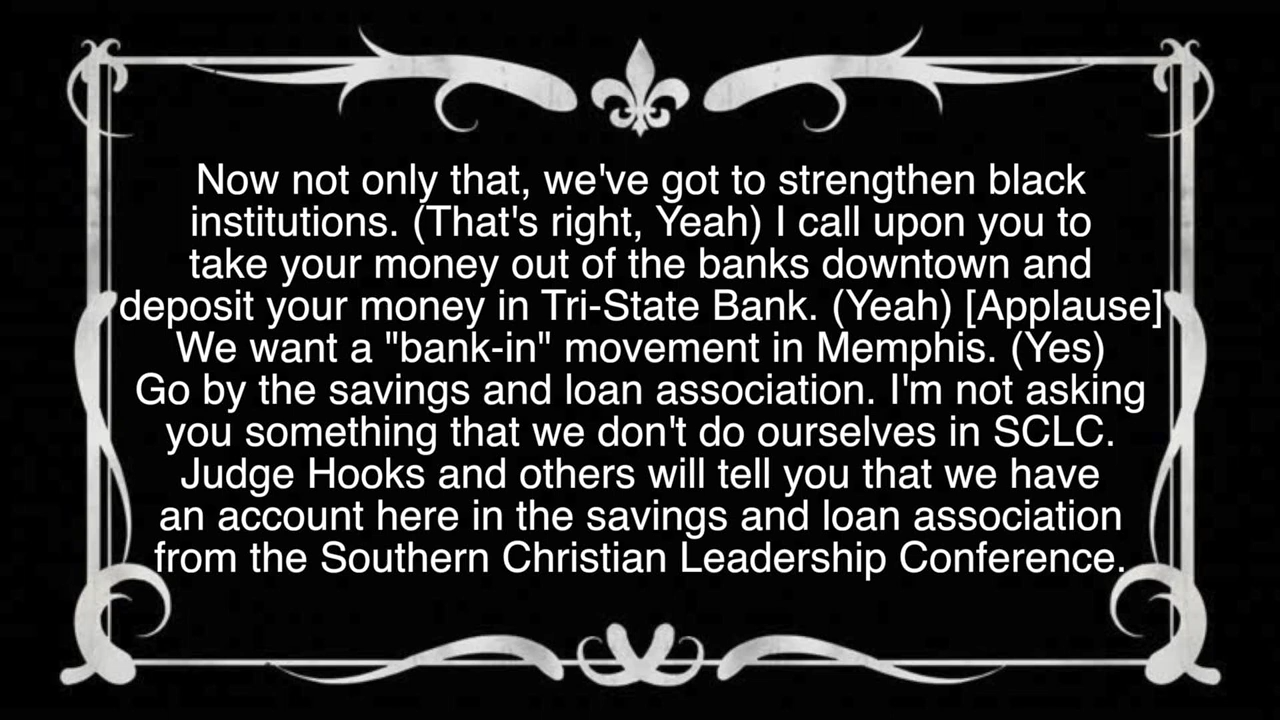 Now not only that, we've got to strengthen black
institutions. (That's right, Yeah) I call upon you to
take your money out of the banks downtown and
deposit your money in Tri-State Bank. (Yeah) [Applause]
We want a "bank-in" movement in Memphis. (Yes)
Go by the savings and loan association. I'm not asking
you something that we don't do ourselves in SCLC.
Judge Hooks and others will tell you that we have
an account here in the savings and loan association
from the Southern Christian Leadership Conference.